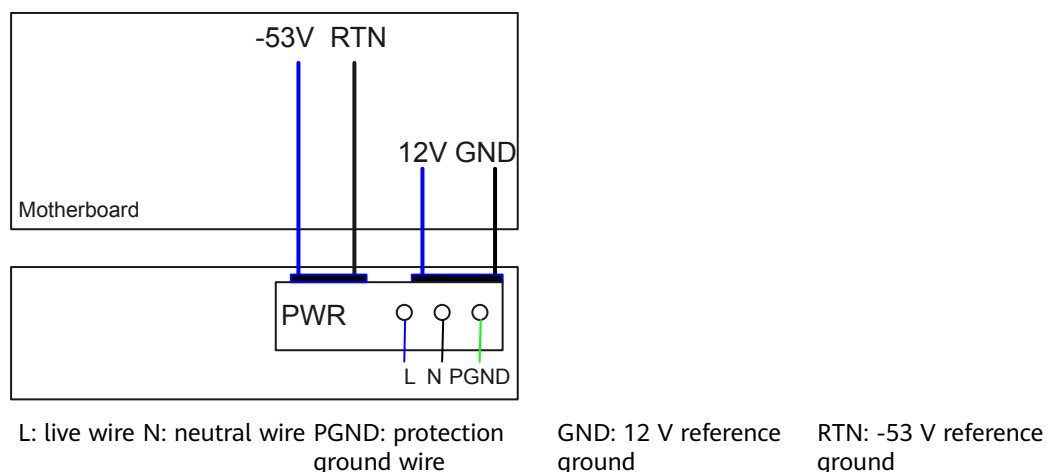 -53V RTN
12V GND
Motherboard
PWR
L N PGND
L: live wire N: neutral wire PGND: protection ground wire
GND: 12 V reference ground
RTN: -53 V reference ground